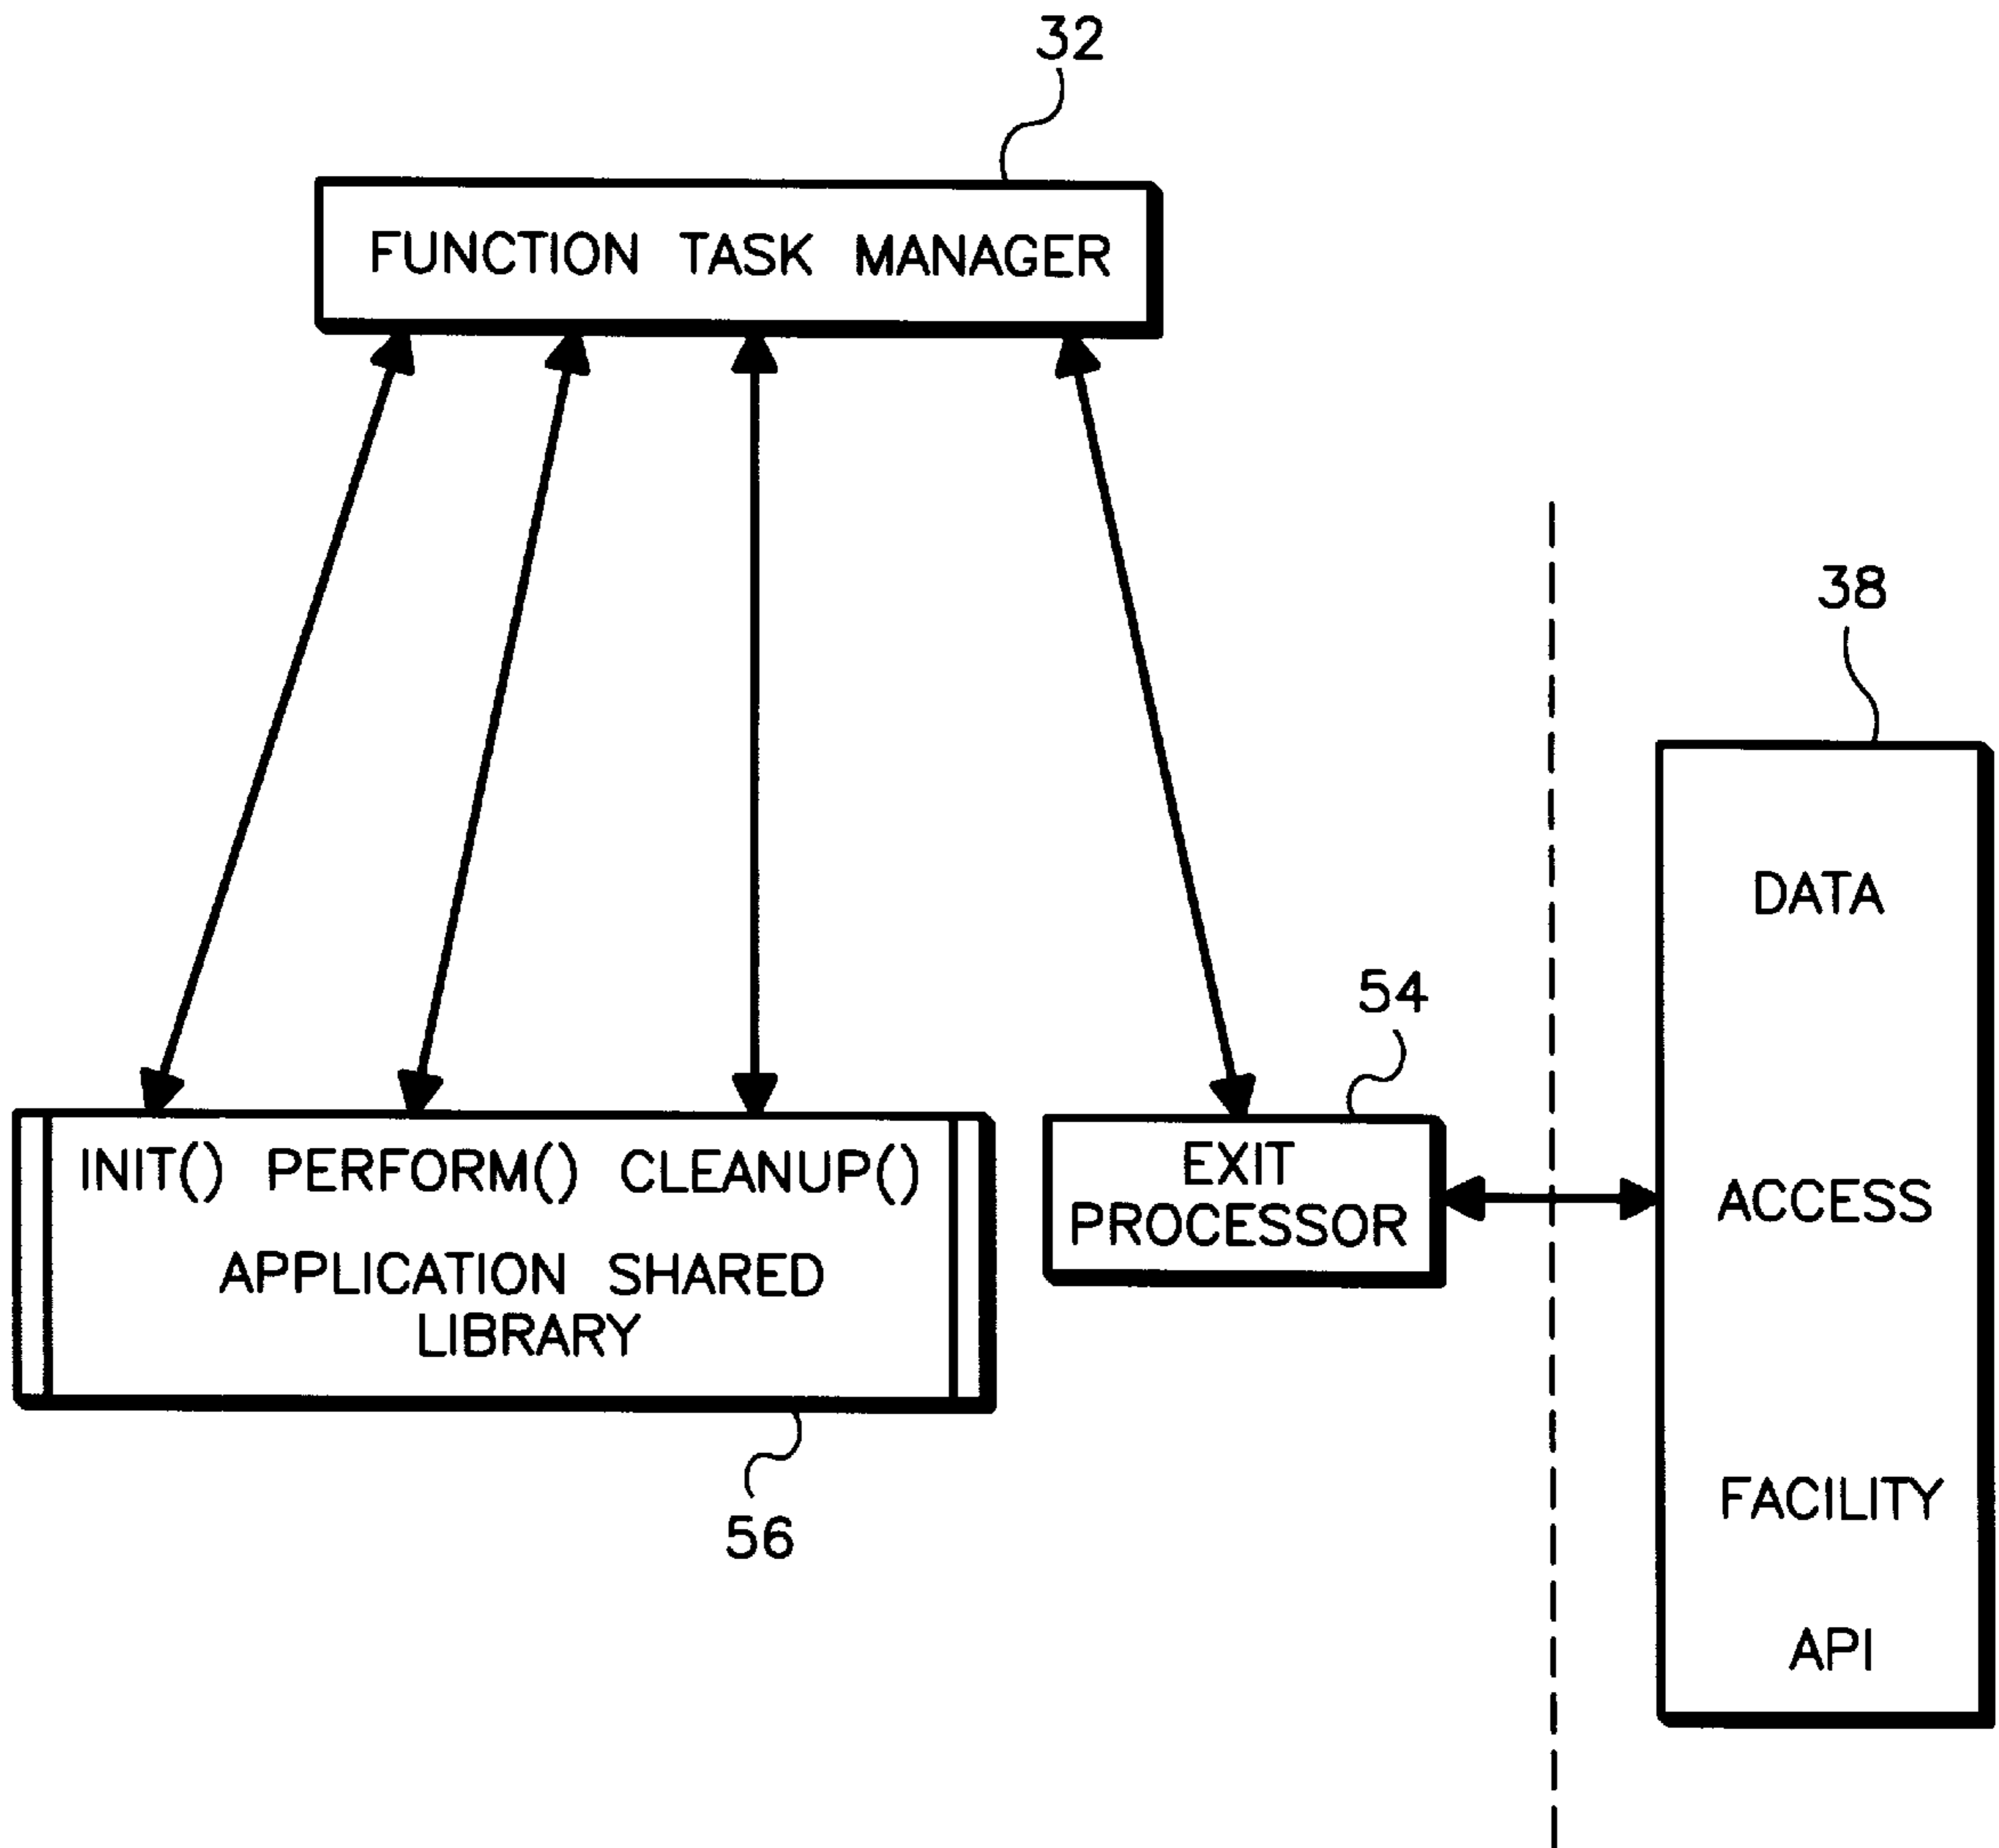 32
FUNCTION TASK MANAGER
38
DATA
ACCESS
FACILITY
API
54
EXIT
PROCESSOR
INIT() PERFORM() CLEANUP()
APPLICATION SHARED
LIBRARY
56